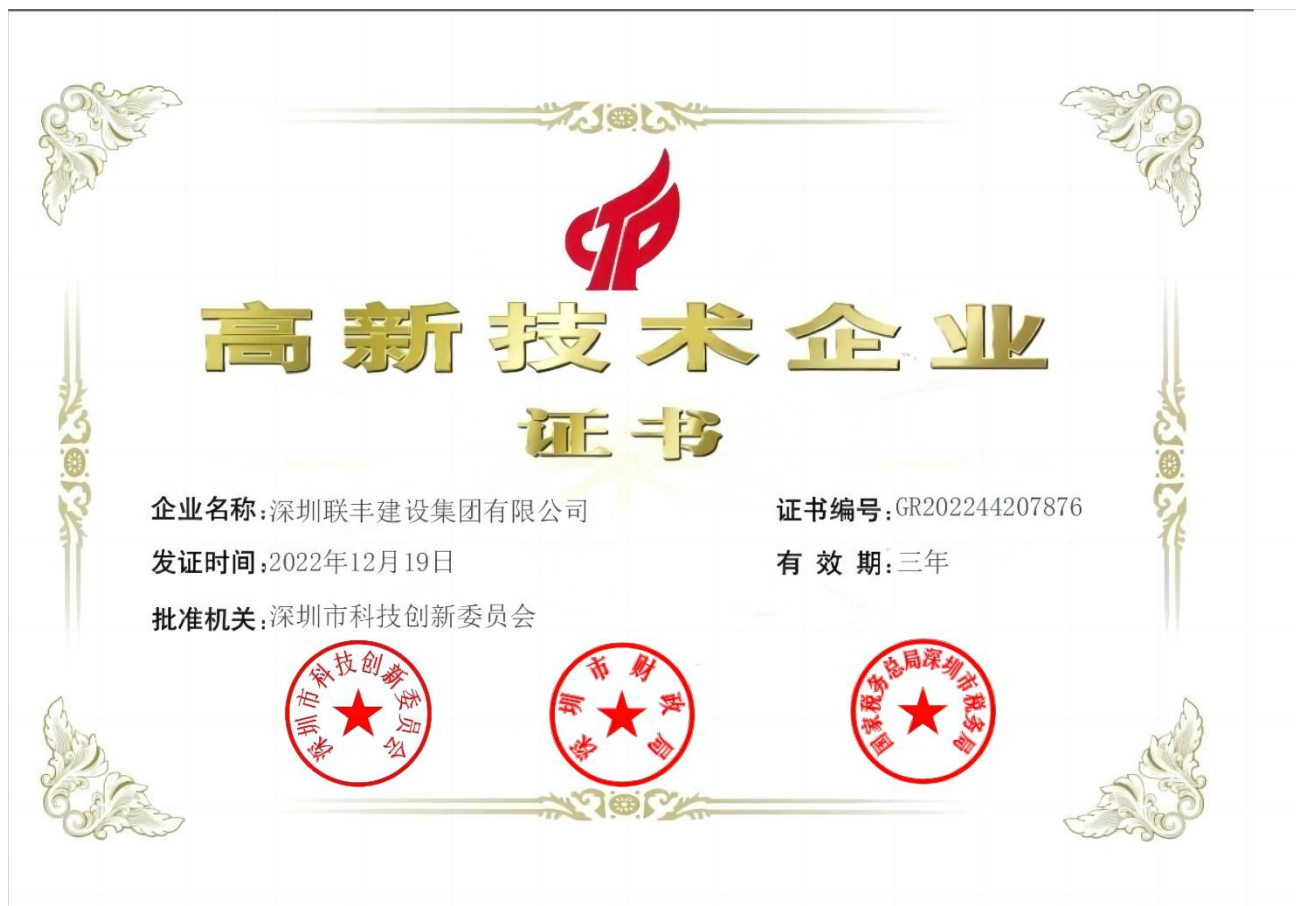 高新技术企业
证书
企业名称:深圳联丰建设集团有限公司 证书编号:GR202244207876
发证时间:2022年12月19日 有效期:三年
批准机关:深圳市科技创新委员会
深圳市科技创新委员会
深圳市财政局
国家税务总局深圳市税务局